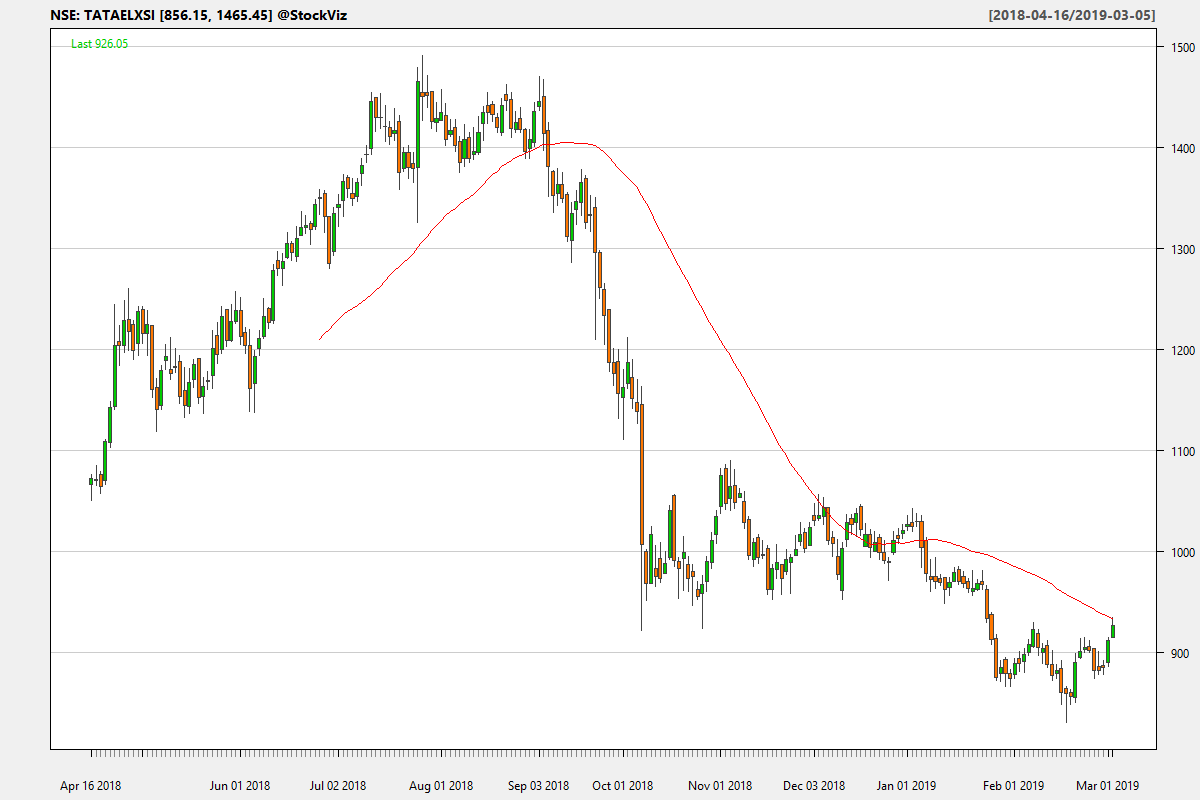 NSE: TATAELXSI [856.15, 1465.45] @StockViz [2018-04-16/2019-03-05]
Last 926.05
1500
1400
1300
1200
1100
1000
900
Apr 16 2018 Jun 01 2018 Jul 02 2018 Aug 01 2018 Sep 03 2018 Oct 01 2018 Nov 01 2018 Dec 03 2018 Jan 01 2019 Feb 01 2019 Mar 01 2019